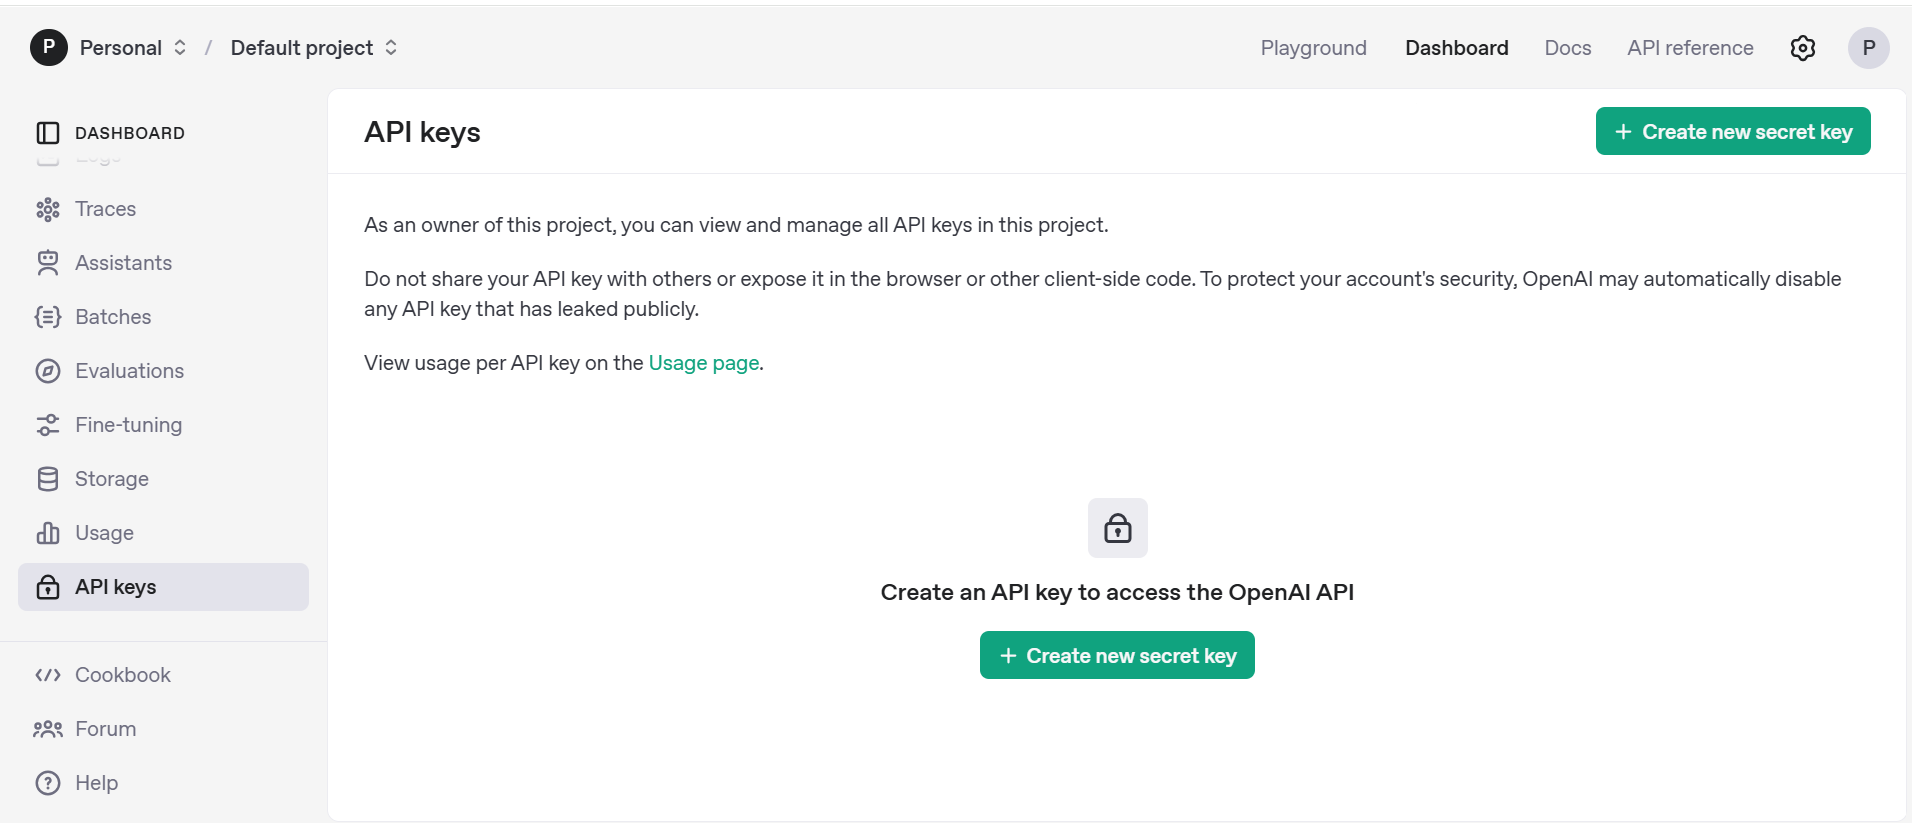 P Personal / Default project
Playground Dashboard Docs API reference P
DASHBOARD
Traces
Assistants
Batches
Evaluations
Fine-tuning
Storage
Usage
API keys
Cookbook
Forum
Help
API keys
+ Create new secret key
As an owner of this project, you can view and manage all API keys in this project.
Do not share your API key with others or expose it in the browser or other client-side code. To protect your account's security, OpenAI may automatically disable
any API key that has leaked publicly.
View usage per API key on the Usage page.
Create an API key to access the OpenAI API
+ Create new secret key